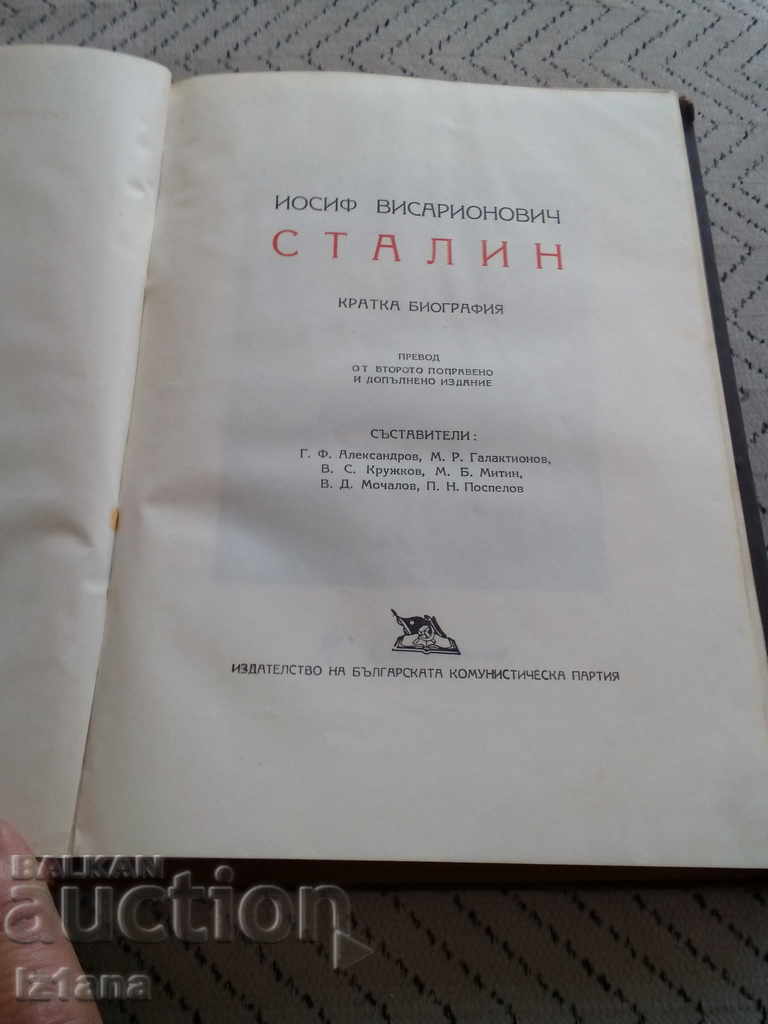 ИОСИФ ВИСАРИОНОВИЧ
СТАЛИН
КРАТКА БИОГРАФИЯ
ПРЕВОД
ОТ ВТОРОТО ПОПРАВЕНО
И ДОПЪЛНЕНО ИЗДАНИЕ
СЪСТАВИТЕЛИ:
Г. Ф. Александров, М. Р. Галактионов,
В. С. Кружков, М. Б. Митин,
В. Д. Мочалов, П. Н. Поспелов
ИЗДАТЕЛСТВО НА БЪЛГАРСКАТА КОМУНИСТИЧЕСКА ПАРТИЯ
BALKAN
auction
iz1ana